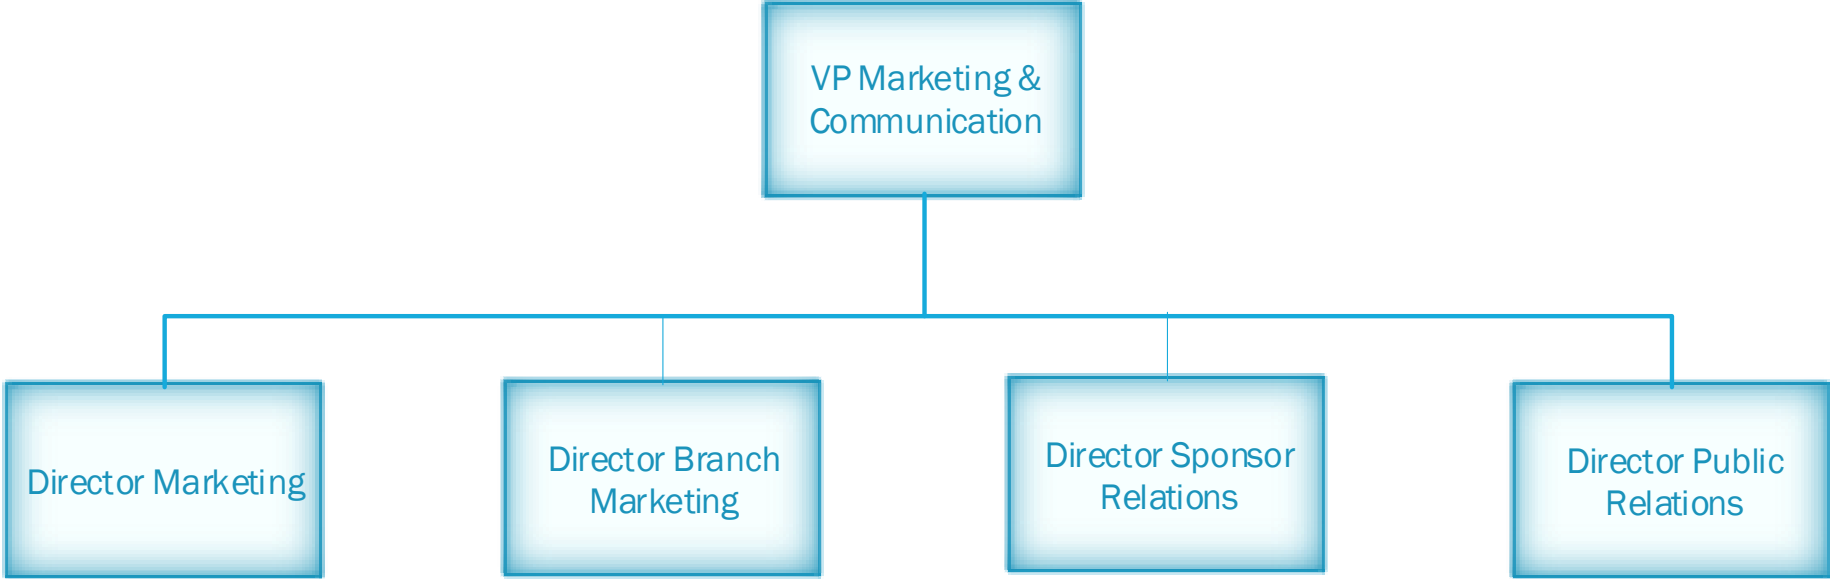 VP Marketing &
Communication
Director Marketing
Director Branch
Marketing
Director Sponsor
Relations
Director Public
Relations